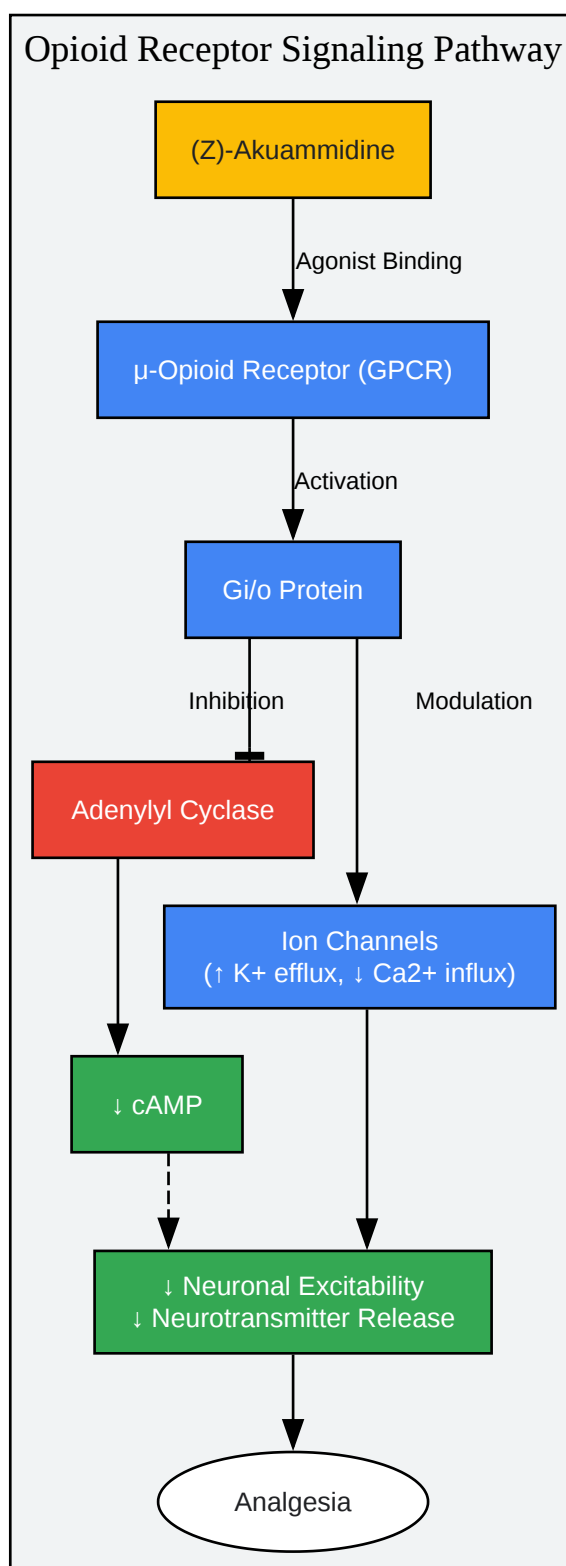 Opioid Receptor Signaling Pathway
(Z)-Akuammidine
Agonist Binding
μ-Opioid Receptor (GPCR)
Activation
Gi/o Protein
Inhibition
Modulation
Adenylyl Cyclase
Ion Channels
(↑ K+ efflux, ↓ Ca2+ influx)
↓ cAMP
↓ Neuronal Excitability
↓ Neurotransmitter Release
Analgesia